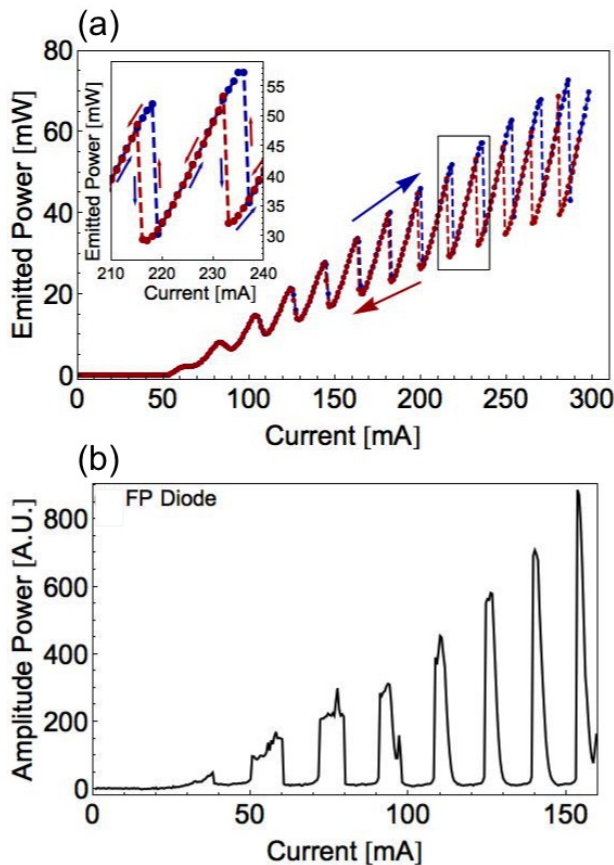 (a)
80
60
40
20
0
Emitted Power [mW]
0 50 100 150 200 250 300
Current [mA]
55
50
45
40
35
30
Emitted Power [mW]
210 220 230 240
Current [mA]
(b)
FP Diode
800
600
400
200
0
Amplitude Power [A.U.]
0 50 100 150
Current [mA]